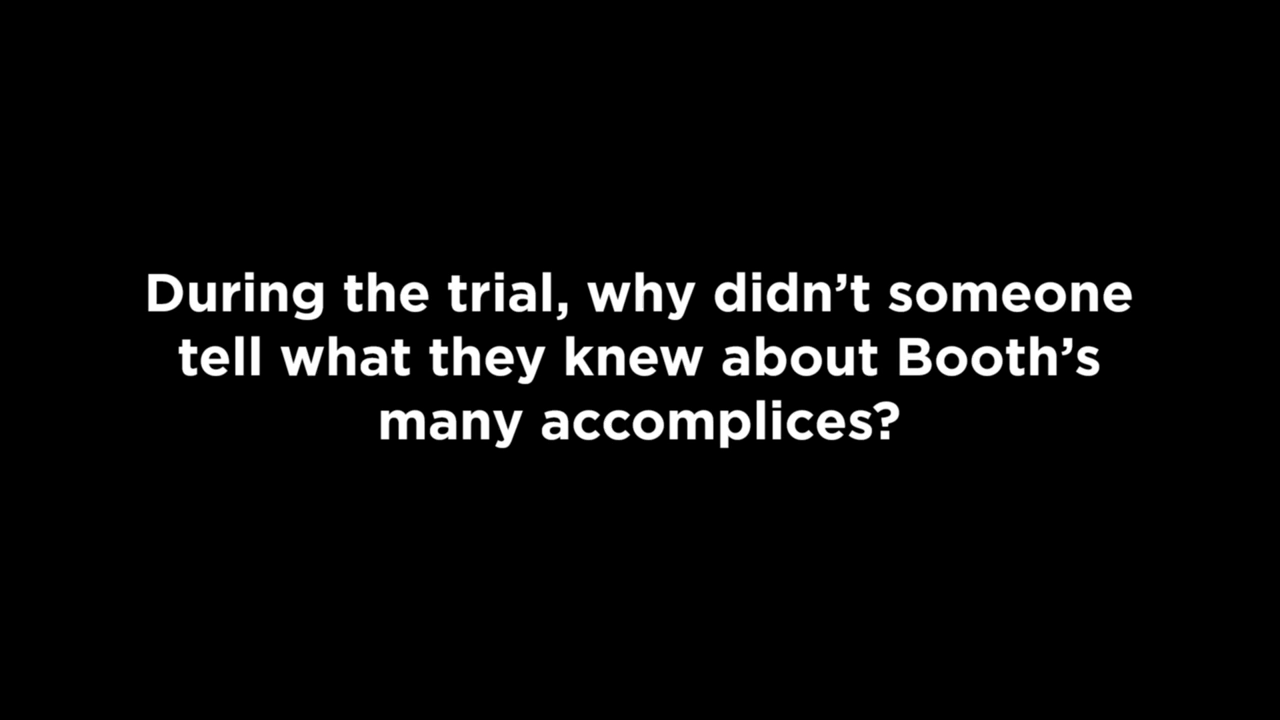 During the trial, why didn’t someone
tell what they knew about Booth’s
many accomplices?